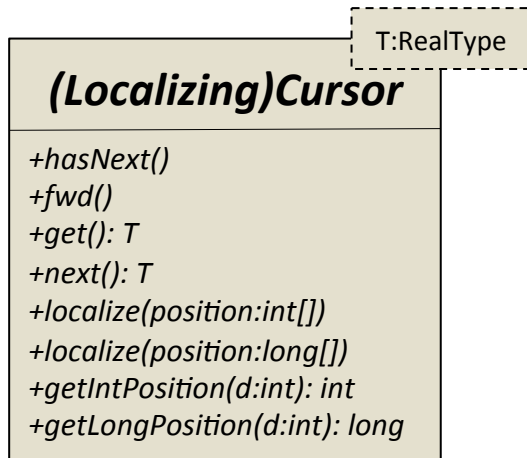 T:RealType
(Localizing)Cursor
+hasNext()
+fwd()
+get(): T
+next(): T
+localize(position:int[])
+localize(position:long[])
+getIntPosition(d:int): int
+getLongPosition(d:int): long